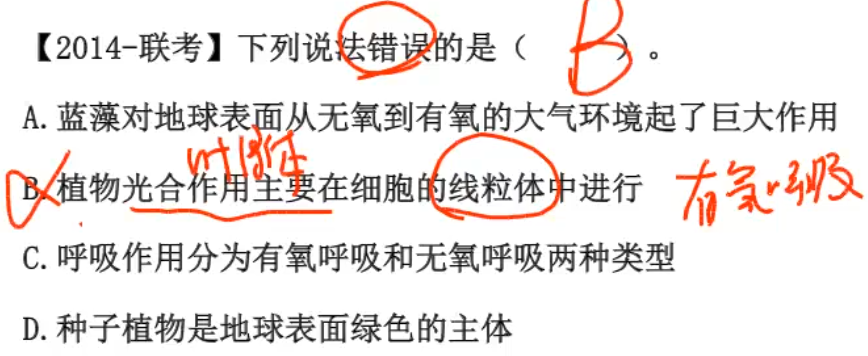 【2014-联考】下列说法错误的是（ B ）。
A.蓝藻对地球表面从无氧到有氧的大气环境起了巨大作用
叶绿体
B.植物光合作用主要在细胞的线粒体中进行 有氧呼吸
C.呼吸作用分为有氧呼吸和无氧呼吸两种类型
D.种子植物是地球表面绿色的主体